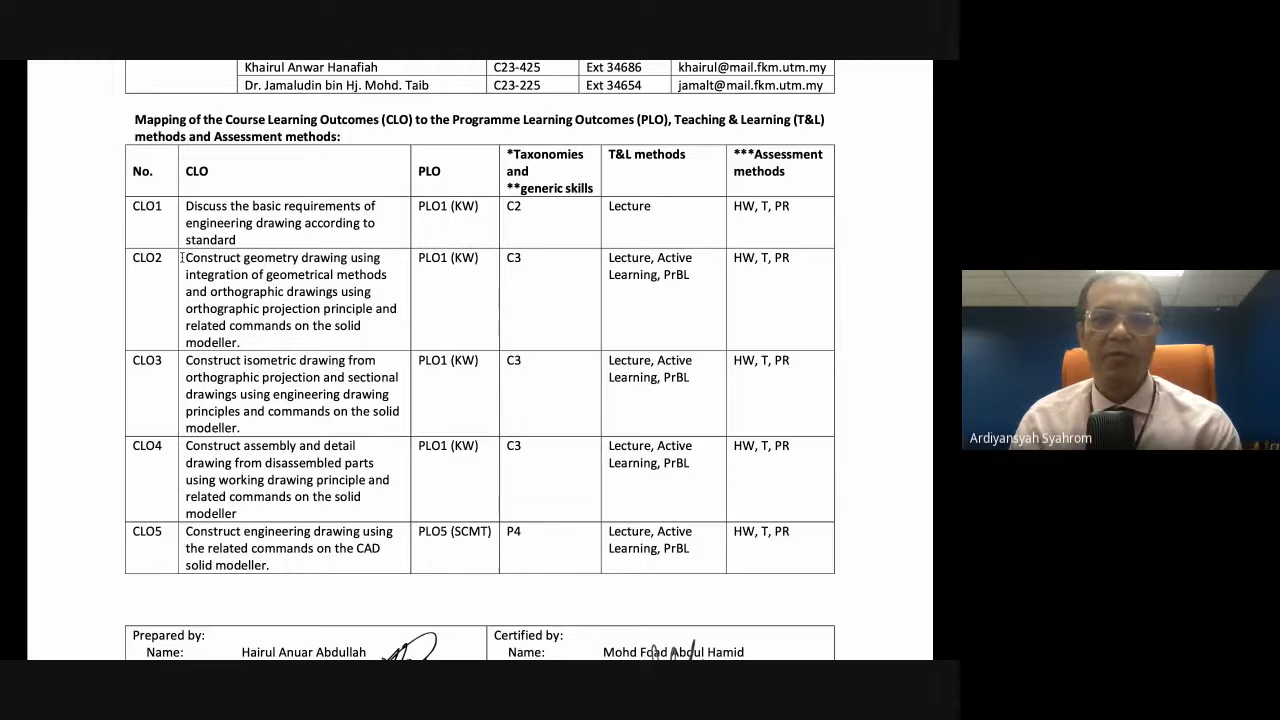 Khairul Anwar Hanafiah C23-425 Ext 34686 khairul@mail.fkm.utm.my
Dr. Jamaludin bin Hj. Mohd. Taib C23-225 Ext 34654 jamalt@mail.fkm.utm.my
Mapping of the Course Learning Outcomes (CLO) to the Programme Learning Outcomes (PLO), Teaching & Learning (T&L)
methods and Assessment methods:
No. CLO PLO *Taxonomies and **generic skills T&L methods ***Assessment methods
CLO1 Discuss the basic requirements of PLO1 (KW) C2 Lecture HW, T, PR
engineering drawing according to
standard
CLO2 Construct geometry drawing using PLO1 (KW) C3 Lecture, Active HW, T, PR
integration of geometrical methods Learning, PrBL
and orthographic drawings using
orthographic projection principle and
related commands on the solid
modeller.
CLO3 Construct isometric drawing from PLO1 (KW) C3 Lecture, Active HW, T, PR
orthographic projection and sectional Learning, PrBL
drawings using engineering drawing
principles and commands on the solid
modeller.
CLO4 Construct assembly and detail PLO1 (KW) C3 Lecture, Active HW, T, PR
drawing from disassembled parts Learning, PrBL
using working drawing principle and
related commands on the solid
modeller
CLO5 Construct engineering drawing using PLO5 (SCMT) P4 Lecture, Active HW, T, PR
the related commands on the CAD Learning, PrBL
solid modeller.
Prepared by: Certified by:
Name: Hairul Anuar Abdullah Name: Mohd Foad Abdul Hamid
Ardiyansyah Syahrom